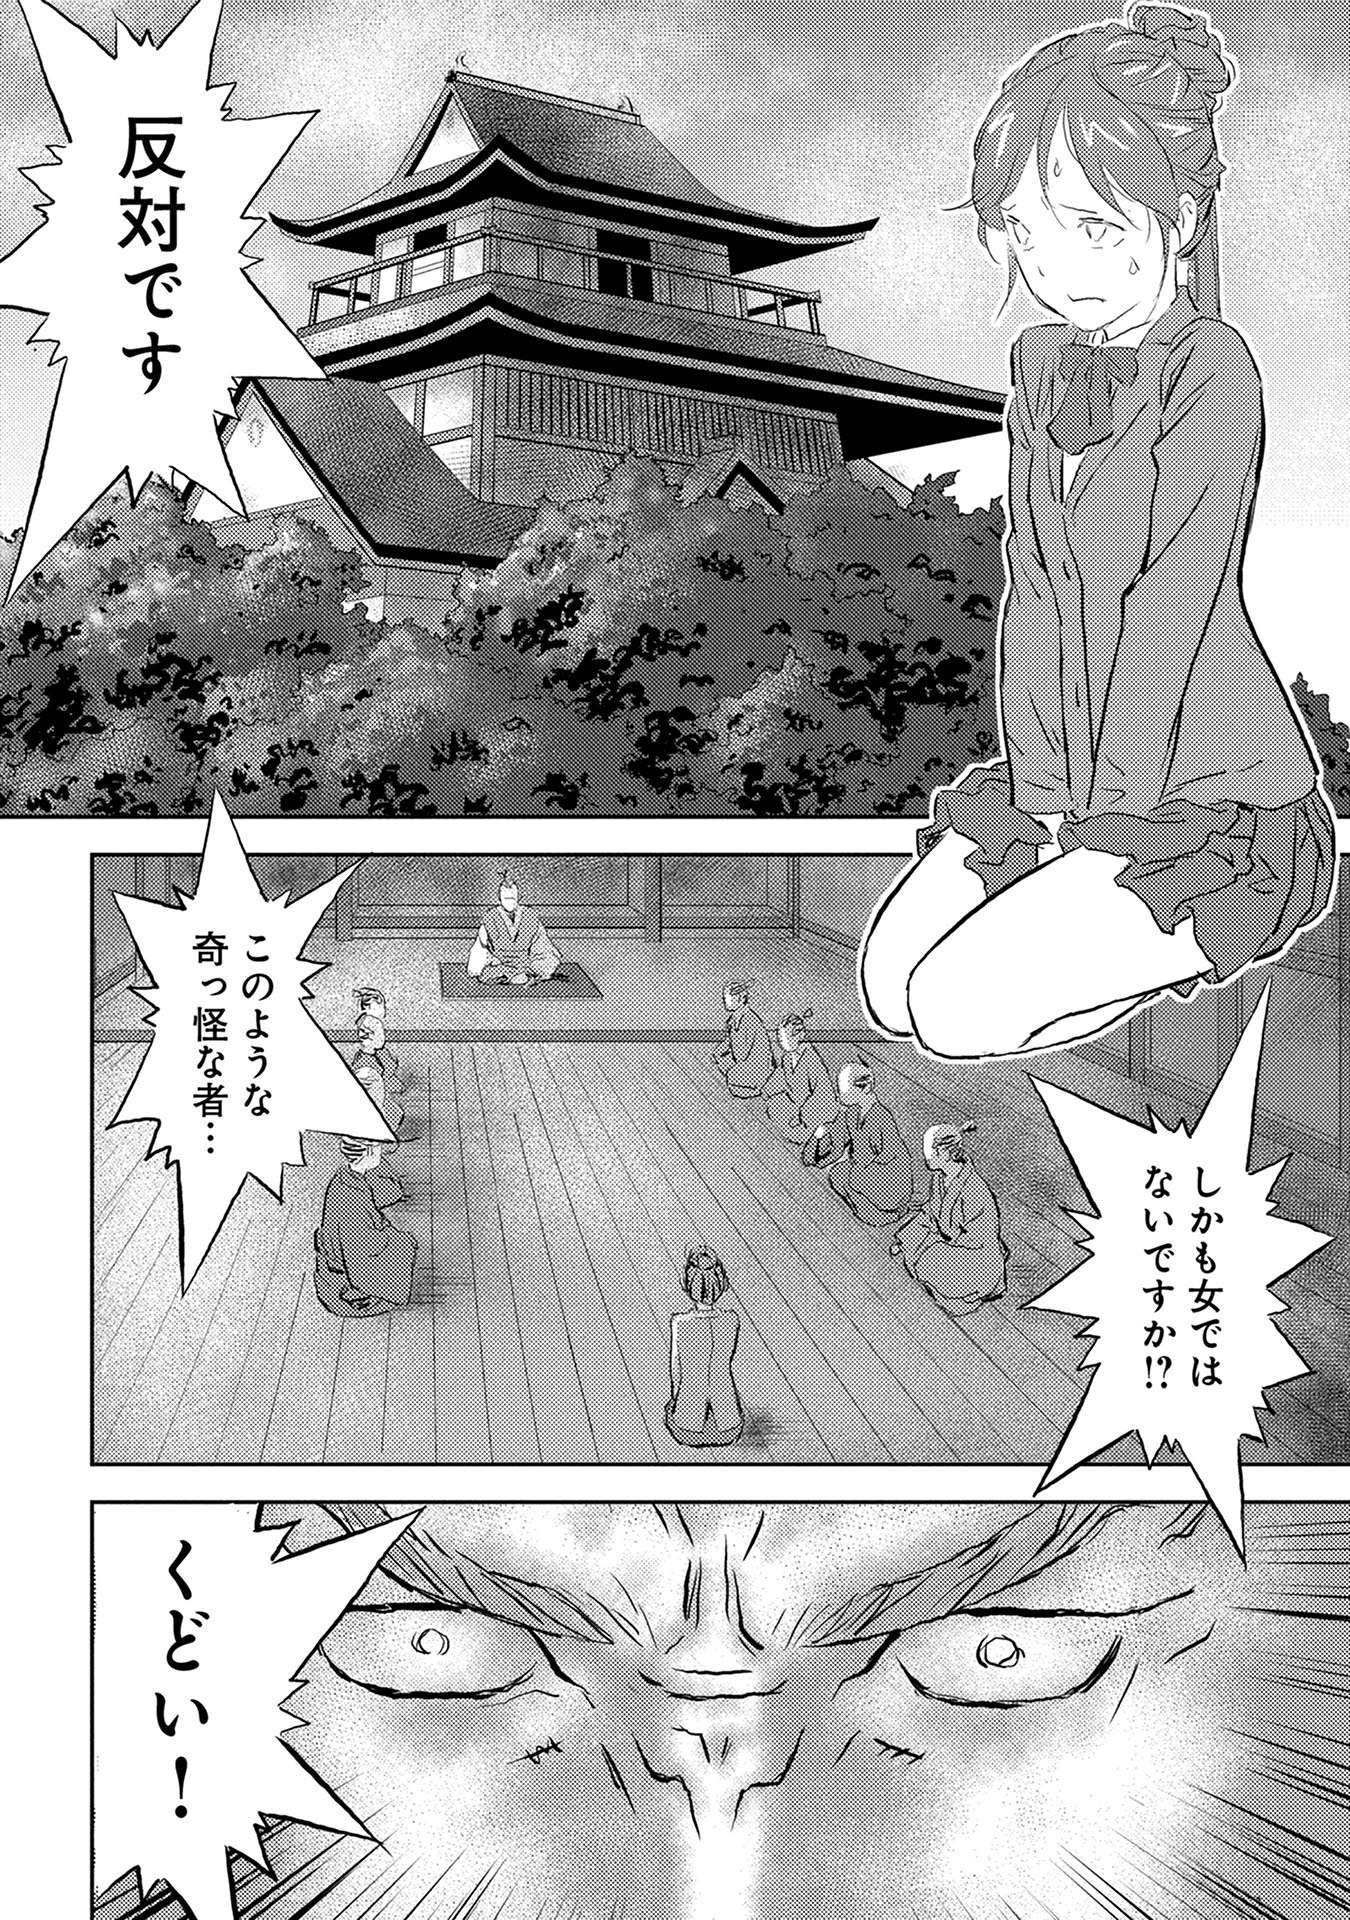 反対です
しかも女では
ないですか!?
このような
奇っ怪な者…
くどい!